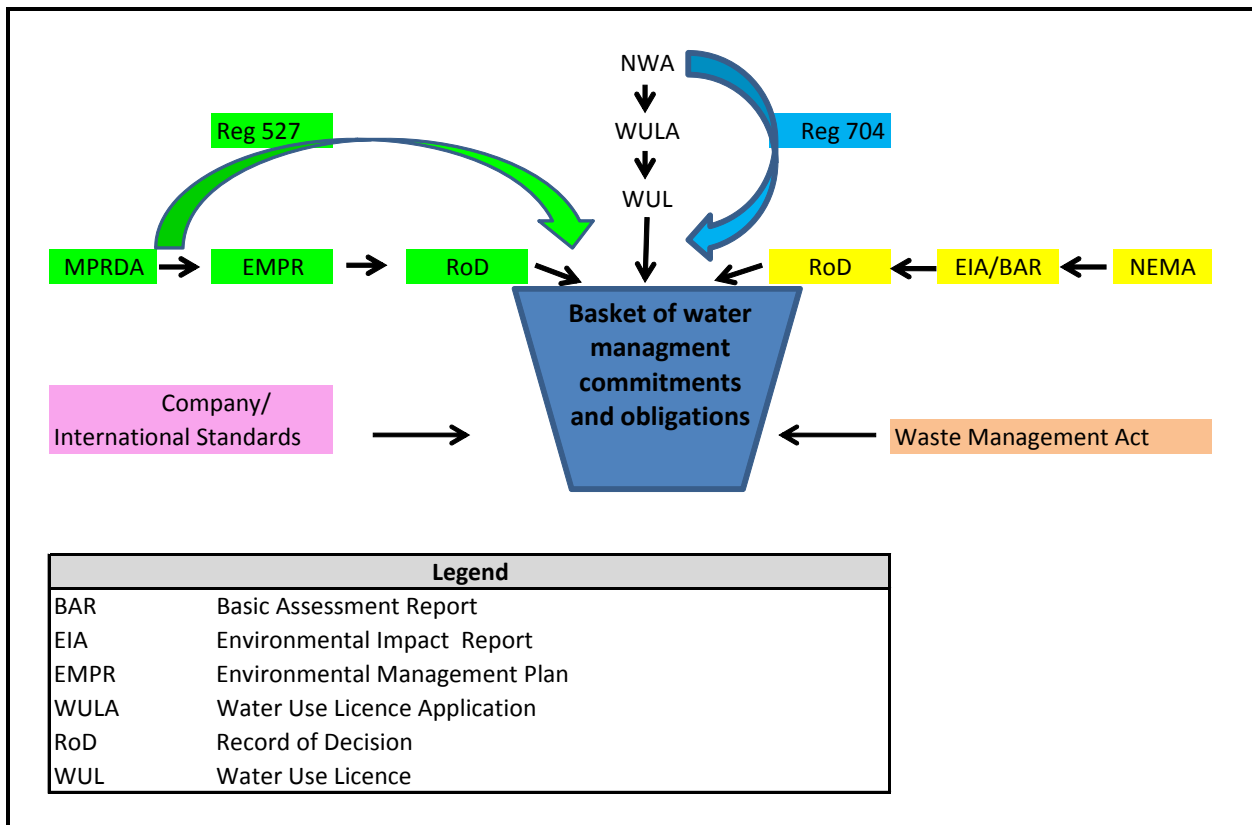 NWA
Reg 527
WULA
Reg 704
WUL
MPRDA
EMPR
RoD
RoD
EIA/BAR
NEMA
Basket of water
managment
commitments
and obligations
Company/
International Standards
Waste Management Act
Legend
BAR Basic Assessment Report
EIA Environmental Impact Report
EMPR Environmental Management Plan
WULA Water Use Licence Application
RoD Record of Decision
WUL Water Use Licence